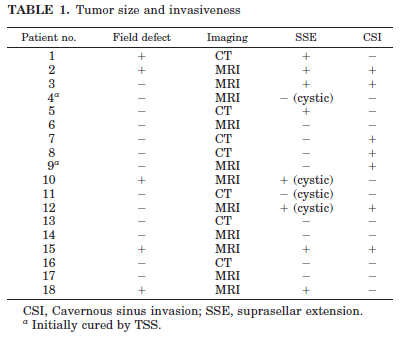 TABLE 1. Tumor size and invasiveness
Patient no. Field defect Imaging SSE CSI
1 + CT + −
2 + MRI + +
3 − MRI + +
4a − MRI − (cystic) −
5 − CT + −
6 − MRI − −
7 − CT − +
8 − CT − +
9a − MRI − +
10 + MRI + (cystic) −
11 − CT − (cystic) −
12 − MRI + (cystic) +
13 − CT − −
14 − MRI − −
15 + MRI + +
16 − CT − −
17 − MRI − −
18 + MRI + −
CSI, Cavernous sinus invasion; SSE, suprasellar extension.
a Initially cured by TSS.